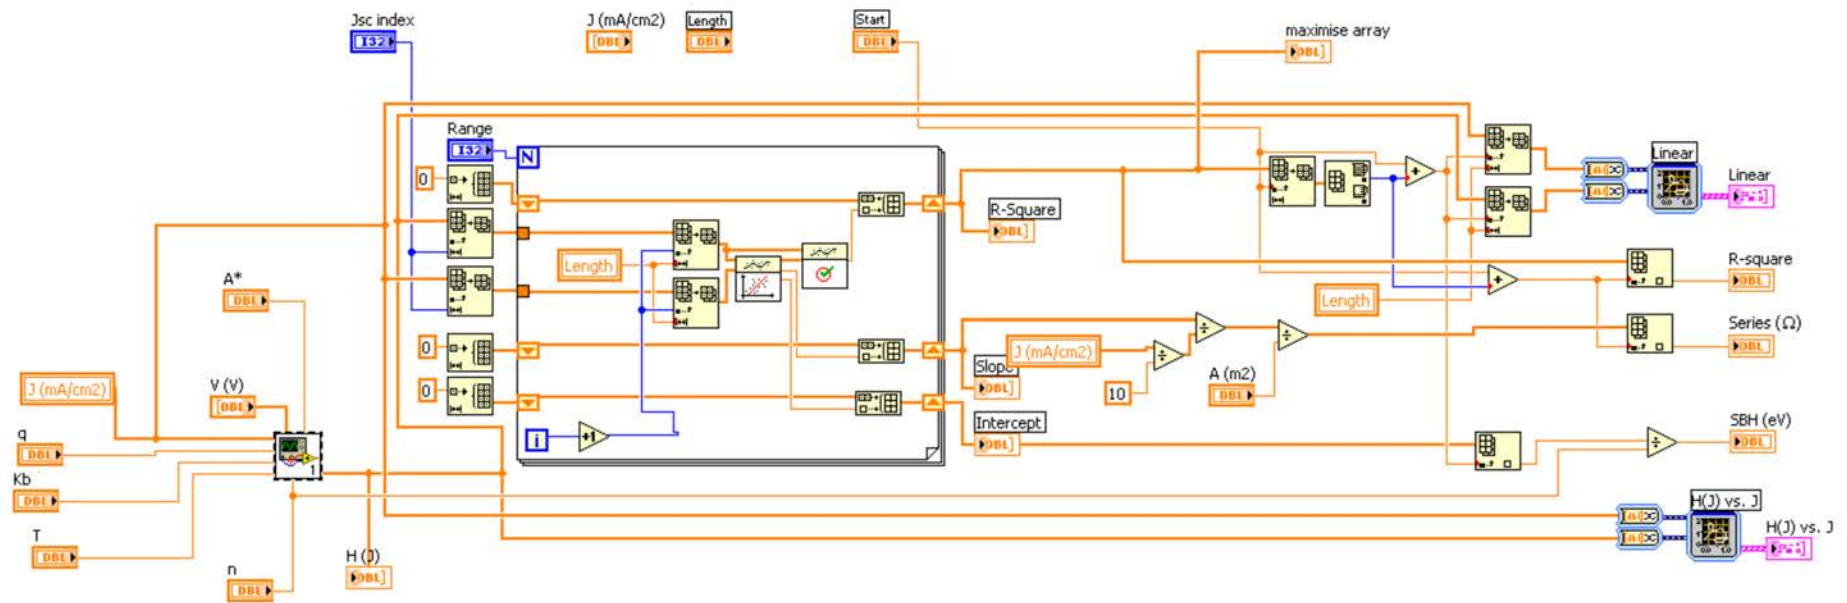 Jsc index
I32
J (mA/cm2)
[DBL]
Length
DBL
Start
DBL
maximise array
DBL]
Range
I32
N
0
Linear
Linear
R-Square
DBL]
Length
A*
DBL
R-square
DBL
Length
0
Series (Ω)
DBL
J (mA/cm2)
Slope
DBL]
10
A (m2)
DBL
J (mA/cm2)
V (V)
[DBL]
0
Intercept
DBL]
SBH (eV)
DBL
q
DBL
i
+1
1
Kb
DBL
H(J) vs. J
H(J) vs. J
T
DBL
H (J)
DBL]
n
DBL